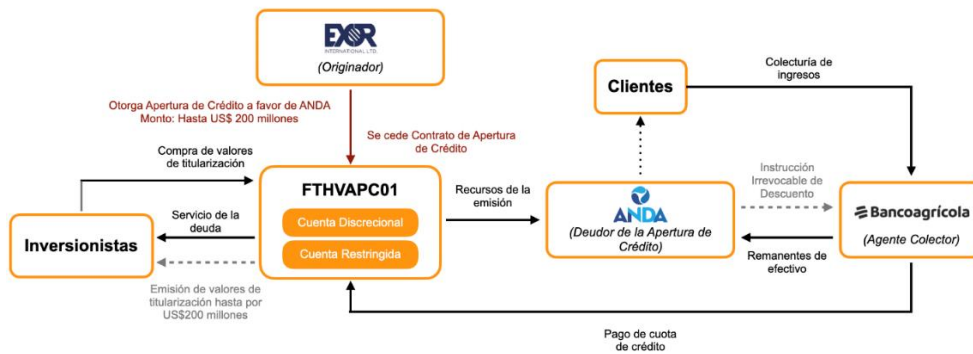 EXOR
INTERNATIONAL LTD.
(Originador)
Otorga Apertura de Crédito a favor de ANDA
Monto: Hasta US$ 200 millones
Se cede Contrato de Apertura
de Crédito
Clientes
Colecturía de
ingresos
Compra de valores
de titularización
FTHVAPC01
Cuenta Discrecional
Cuenta Restringida
Recursos de la
emisión
ANDA
(Deudor de la Apertura de
Crédito)
Instrucción
Irrevocable de
Descuento
Bancoagrícola
(Agente Colector)
Inversionistas
Servicio de la
deuda
Remanentes de
efectivo
Emisión de valores de
titularización hasta por
US$200 millones
Pago de cuota
de crédito